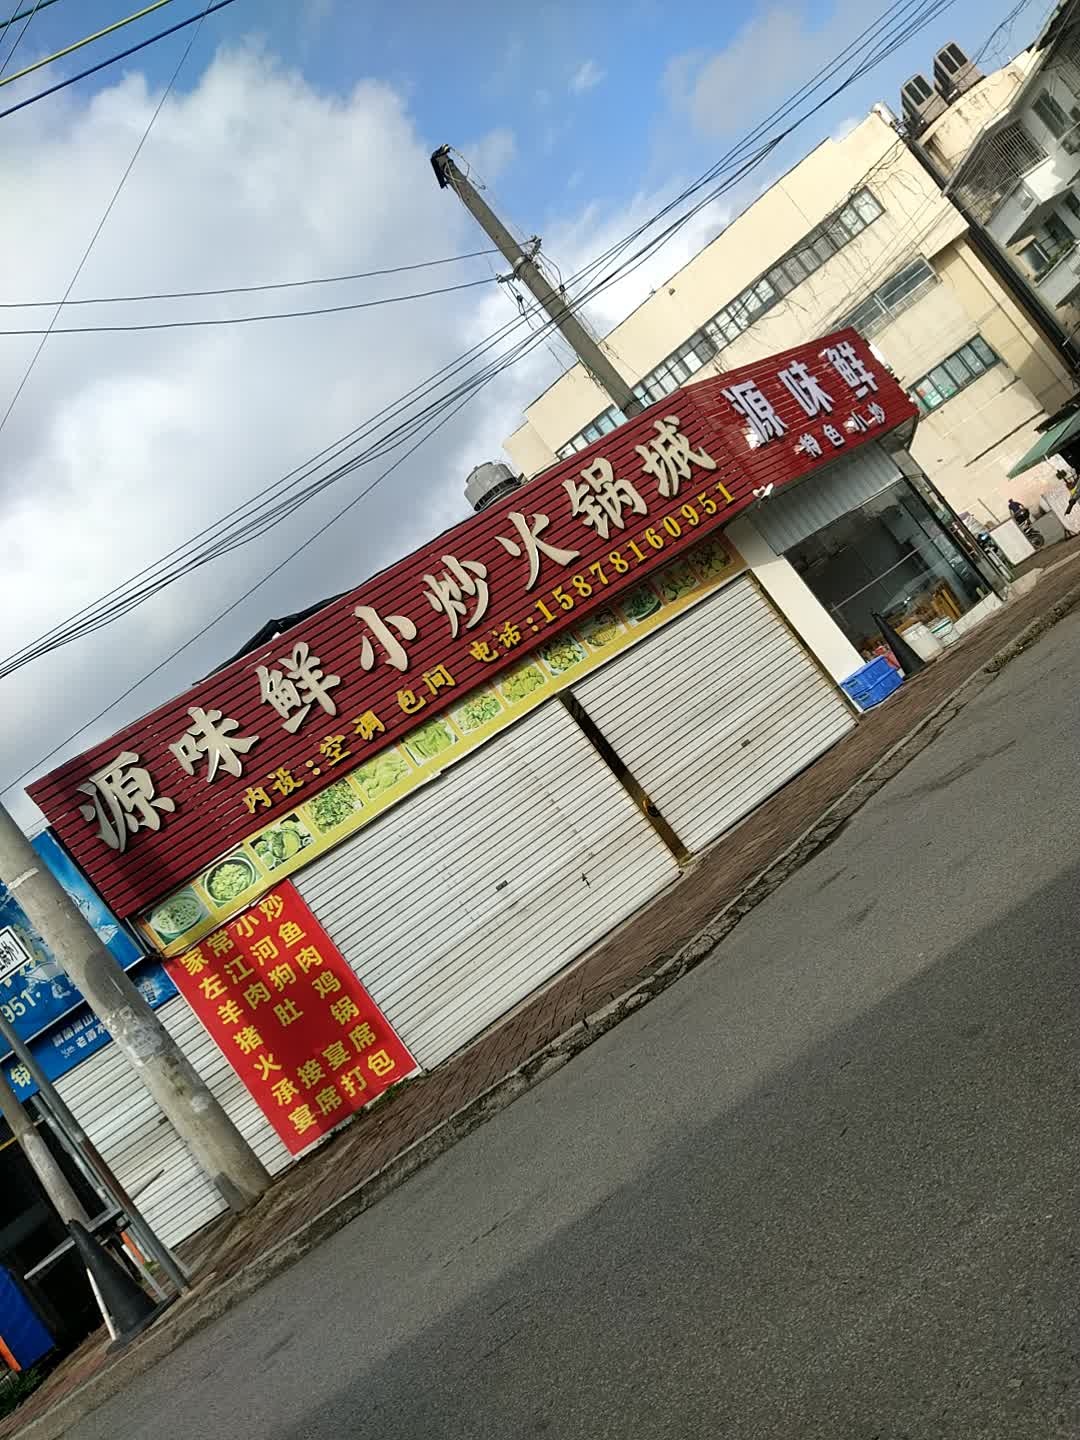 源味鲜小炒火锅城
内设:空调 包间 电话:15878160951
源味鲜
特色小炒
家常小炒
左江河鱼
羊肉狗肉
猪肚鸡
火锅
承接宴席
宴席打包
951